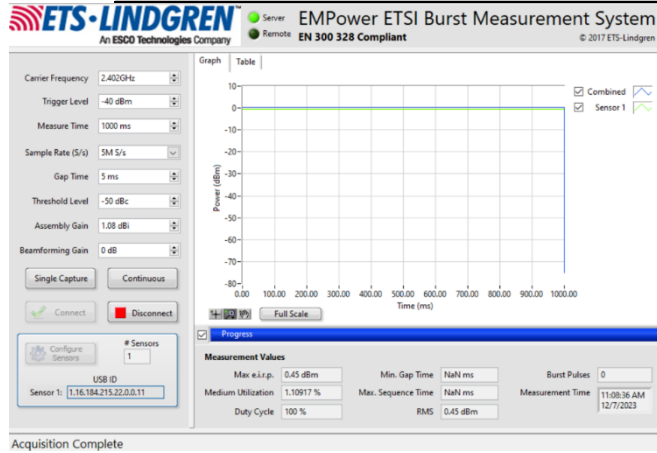 ETS·LINDGREN™
An ESCO Technologies Company
Server
Remote
EMPower ETSI Burst Measurement System
EN 300 328 Compliant
© 2017 ETS-Lindgren
Carrier Frequency 2.402GHz
Trigger Level -40 dBm
Measure Time 1000 ms
Sample Rate (S/s) 5M S/s
Gap Time 5 ms
Threshold Level -50 dBc
Assembly Gain 1.08 dBi
Beamforming Gain 0 dB
Single Capture Continuous
Connect Disconnect
Configure Sensors
# Sensors
1
USB ID
Sensor 1: 1.16.184.215.22.0.0.11
Graph Table
Power (dBm)
10
0
-10
-20
-30
-40
-50
-60
-70
-80
0.00 100.00 200.00 300.00 400.00 500.00 600.00 700.00 800.00 900.00 1000.00
Time (ms)
Combined
Sensor 1
Full Scale
Progress
Measurement Values
Max e.i.r.p. 0.45 dBm Min. Gap Time NaN ms Burst Pulses 0
Medium Utilization 1.10917 % Max. Sequence Time NaN ms Measurement Time 11:08:36 AM
12/7/2023
Duty Cycle 100 % RMS 0.45 dBm
Acquisition Complete